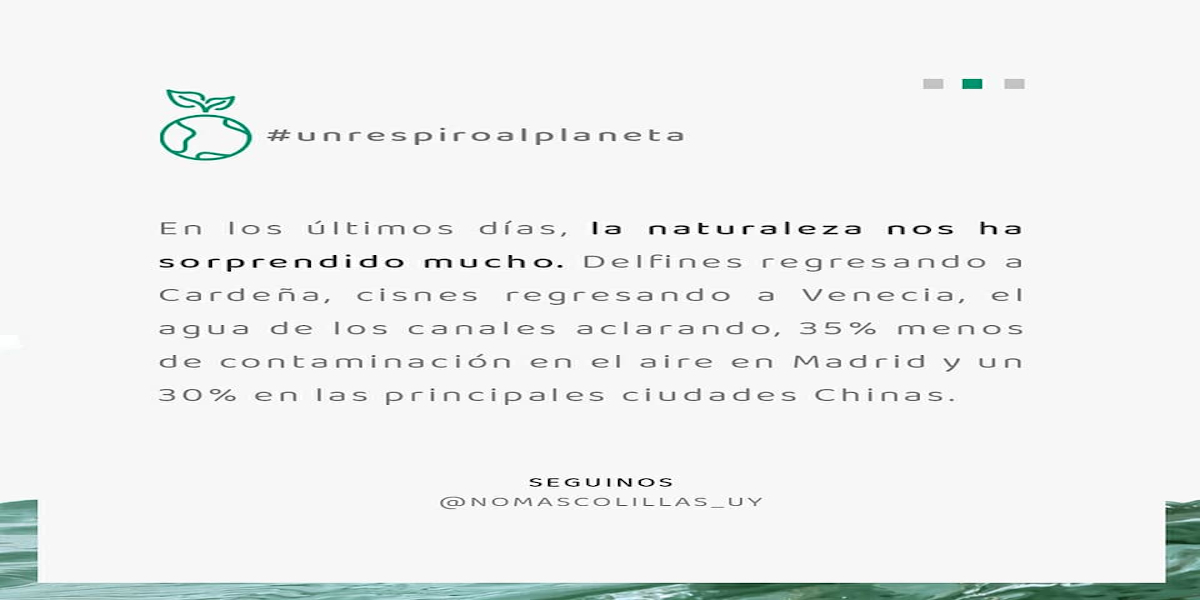 #unrespiroalplaneta
En los últimos días, la naturaleza nos ha
sorprendido mucho. Delfines regresando a
Cardeña, cisnes regresando a Venecia, el
agua de los canales aclarando, 35% menos
de contaminación en el aire en Madrid y un
30% en las principales ciudades Chinas.
SEGUINOS
@NOMASCOLILLAS_UY